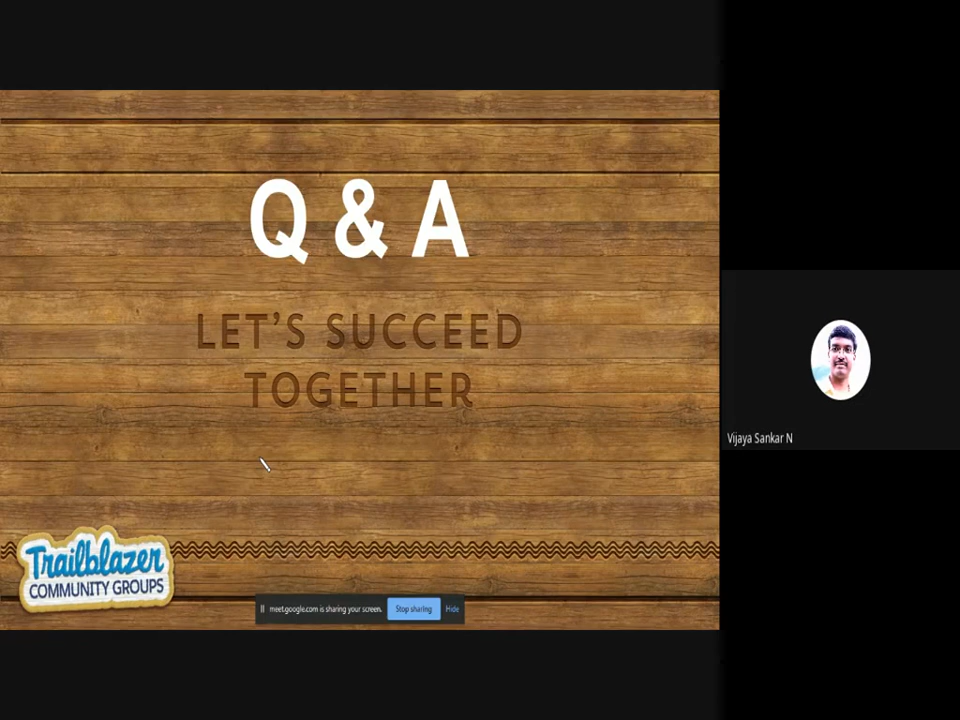 Q & A
LET'S SUCCEED
TOGETHER
Vijaya Sankar N
Trailblazer
COMMUNITY GROUPS
meet.google.com is sharing your screen.
Stop sharing
Hide